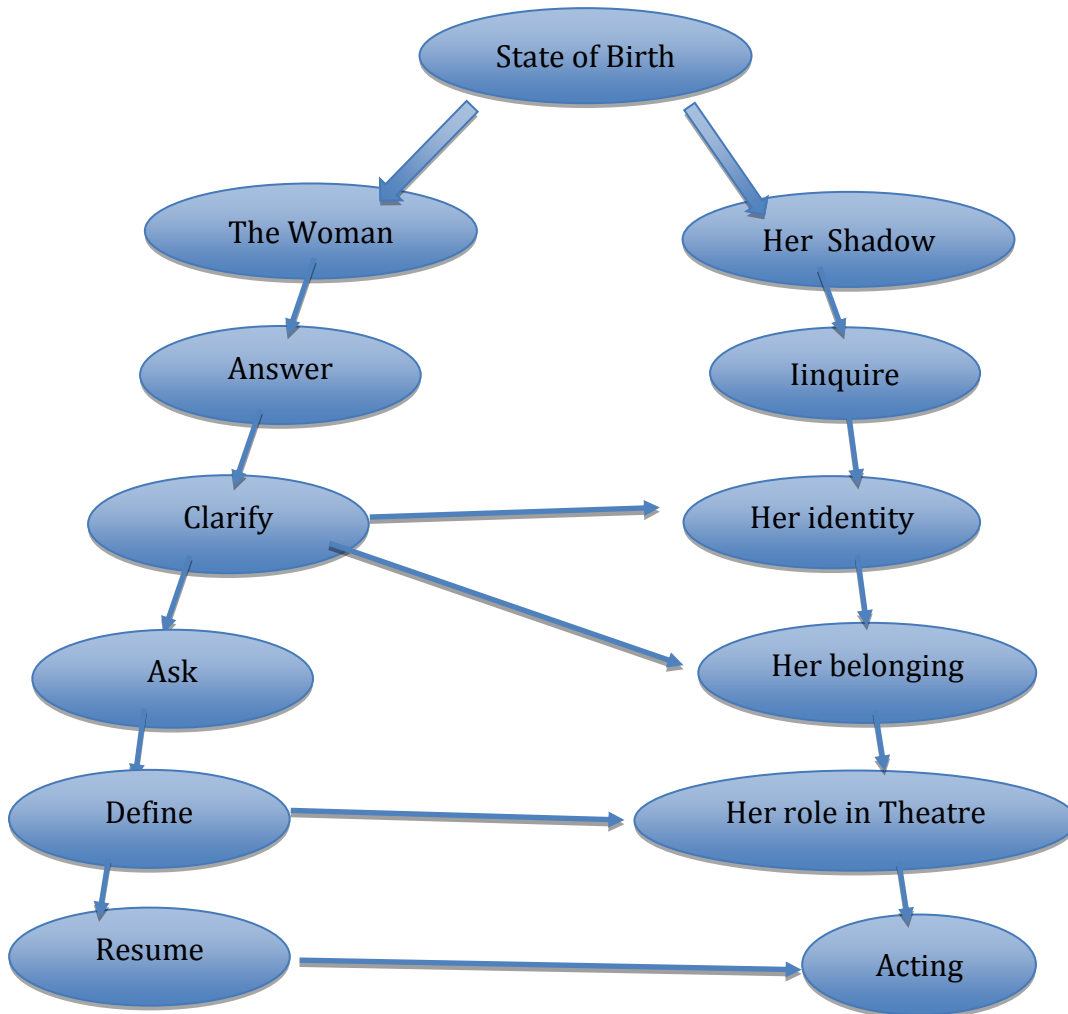 State of Birth
The Woman
Her  Shadow
Answer
Iinquire
Clarify
Her identity
Ask
Her belonging
Define
Her role in Theatre
Resume
Acting